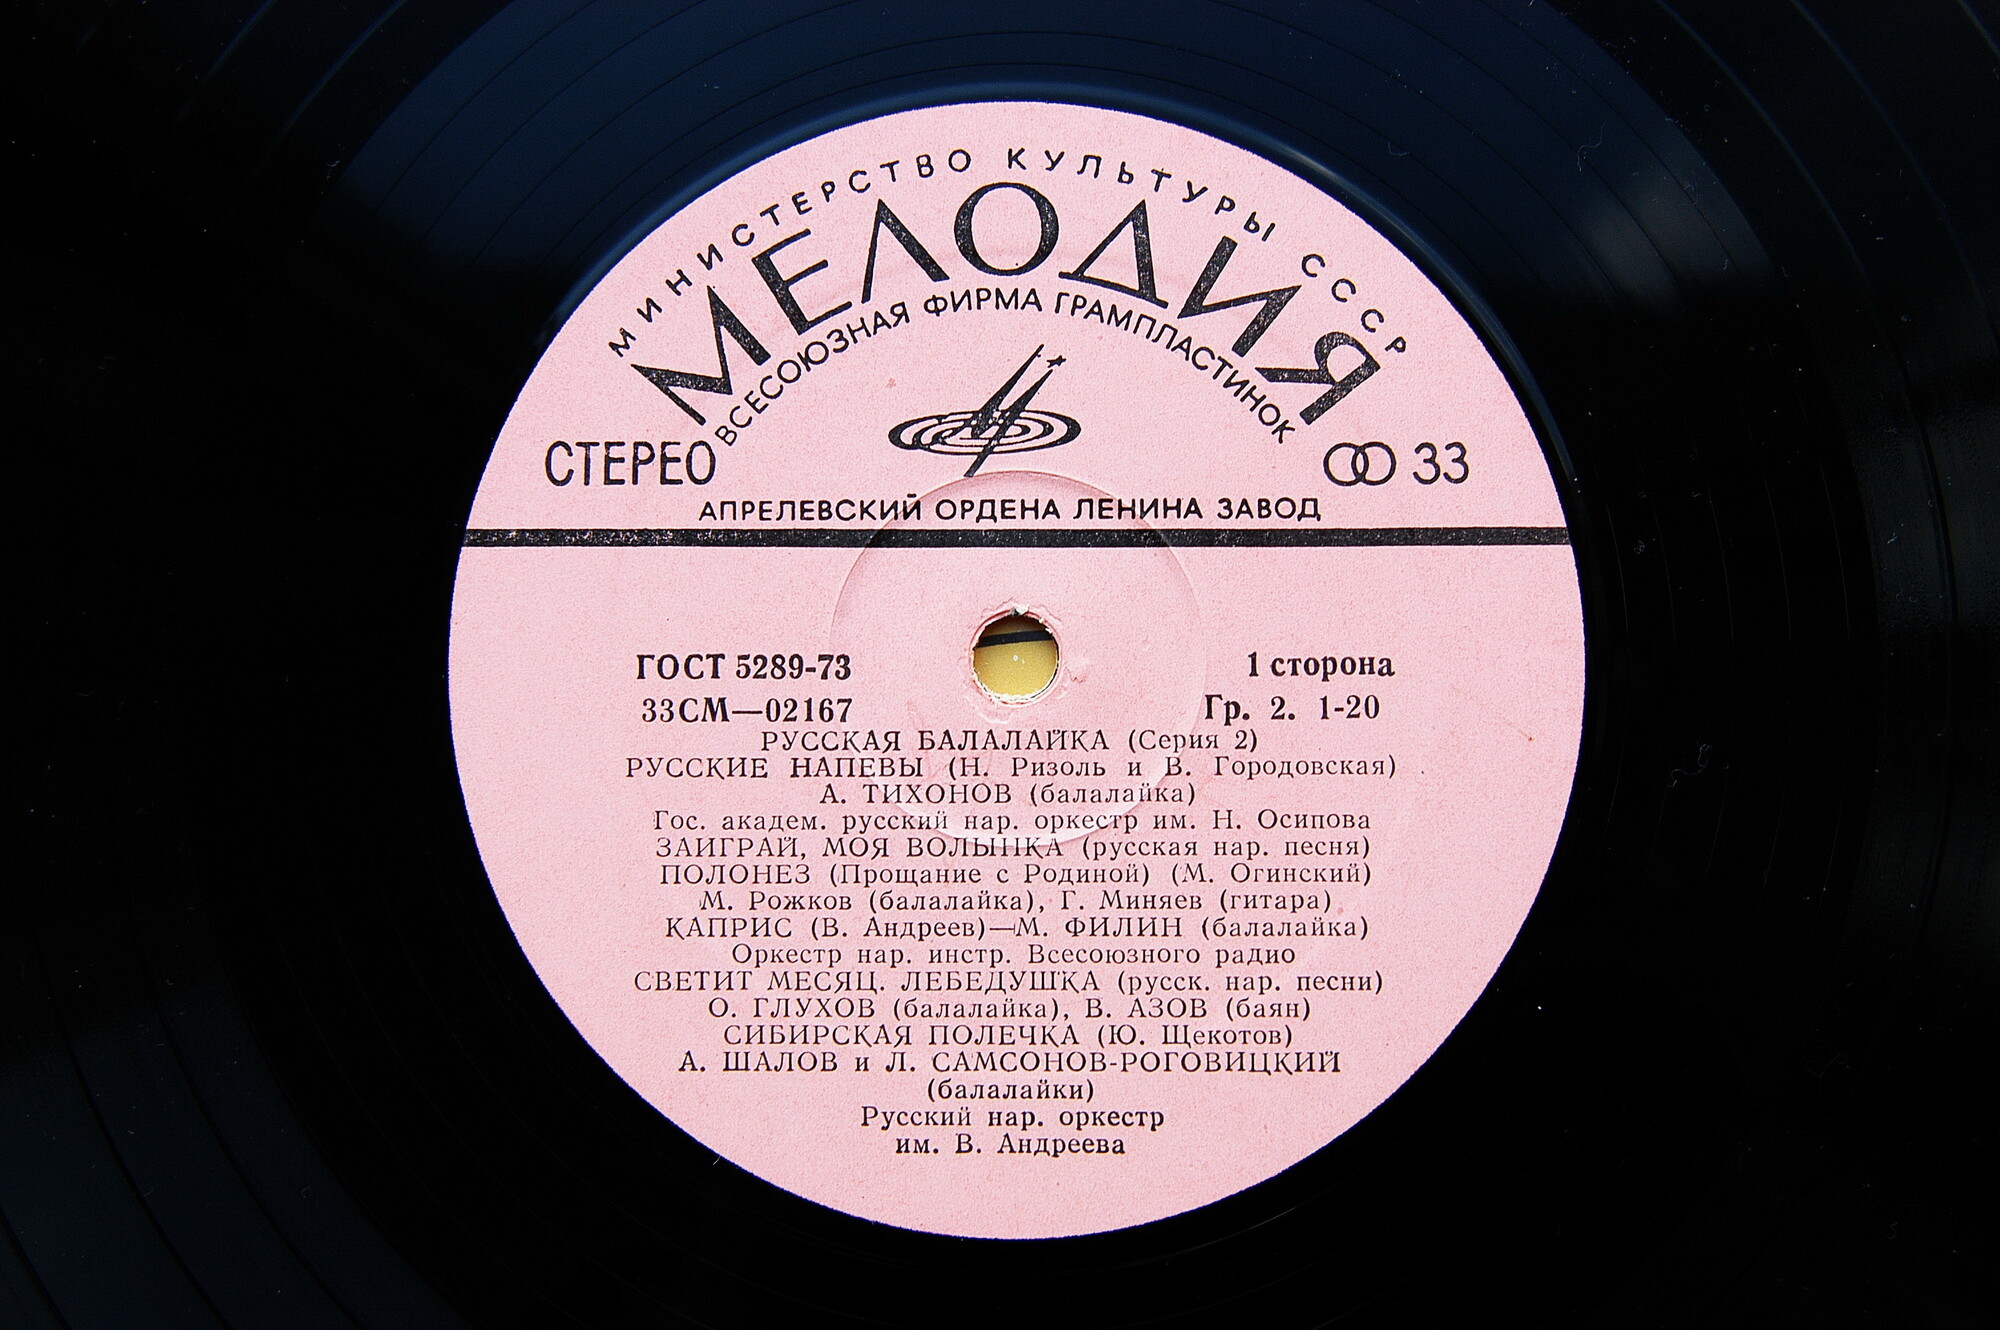 МИНИСТЕРСТВО КУЛЬТУРЫ СССР
МЕЛОДИЯ
ВСЕСОЮЗНАЯ ФИРМА ГРАМПЛАСТИНОК
СТЕРЕО
33
АПРЕЛЕВСКИЙ ОРДЕНА ЛЕНИНА ЗАВОД
ГОСТ 5289-73
1 сторона
33СМ—02167
Гр. 2. 1-20
РУССКАЯ БАЛАЛАЙКА (Серия 2)
РУССКИЕ НАПЕВЫ (Н. Ризоль и В. Городовская)
А. ТИХОНОВ (балалайка)
Гос. академ. русский нар. оркестр им. Н. Осипова
ЗАИГРАЙ, МОЯ ВОЛЫНКА (русская нар. песня)
ПОЛОНЕЗ (Прощание с Родиной) (М. Огинский)
М. Рожков (балалайка), Г. Миняев (гитара)
КАПРИС (В. Андреев)—М. ФИЛИН (балалайка)
Оркестр нар. инстр. Всесоюзного радио
СВЕТИТ МЕСЯЦ. ЛЕБЕДУШКА (русск. нар. песни)
О. ГЛУХОВ (балалайка), В. АЗОВ (баян)
СИБИРСКАЯ ПОЛЕЧКА (Ю. Щекотов)
А. ШАЛОВ и Л. САМСОНОВ-РОГОВИЦКИЙ
(балалайки)
Русский нар. оркестр
им. В. Андреева